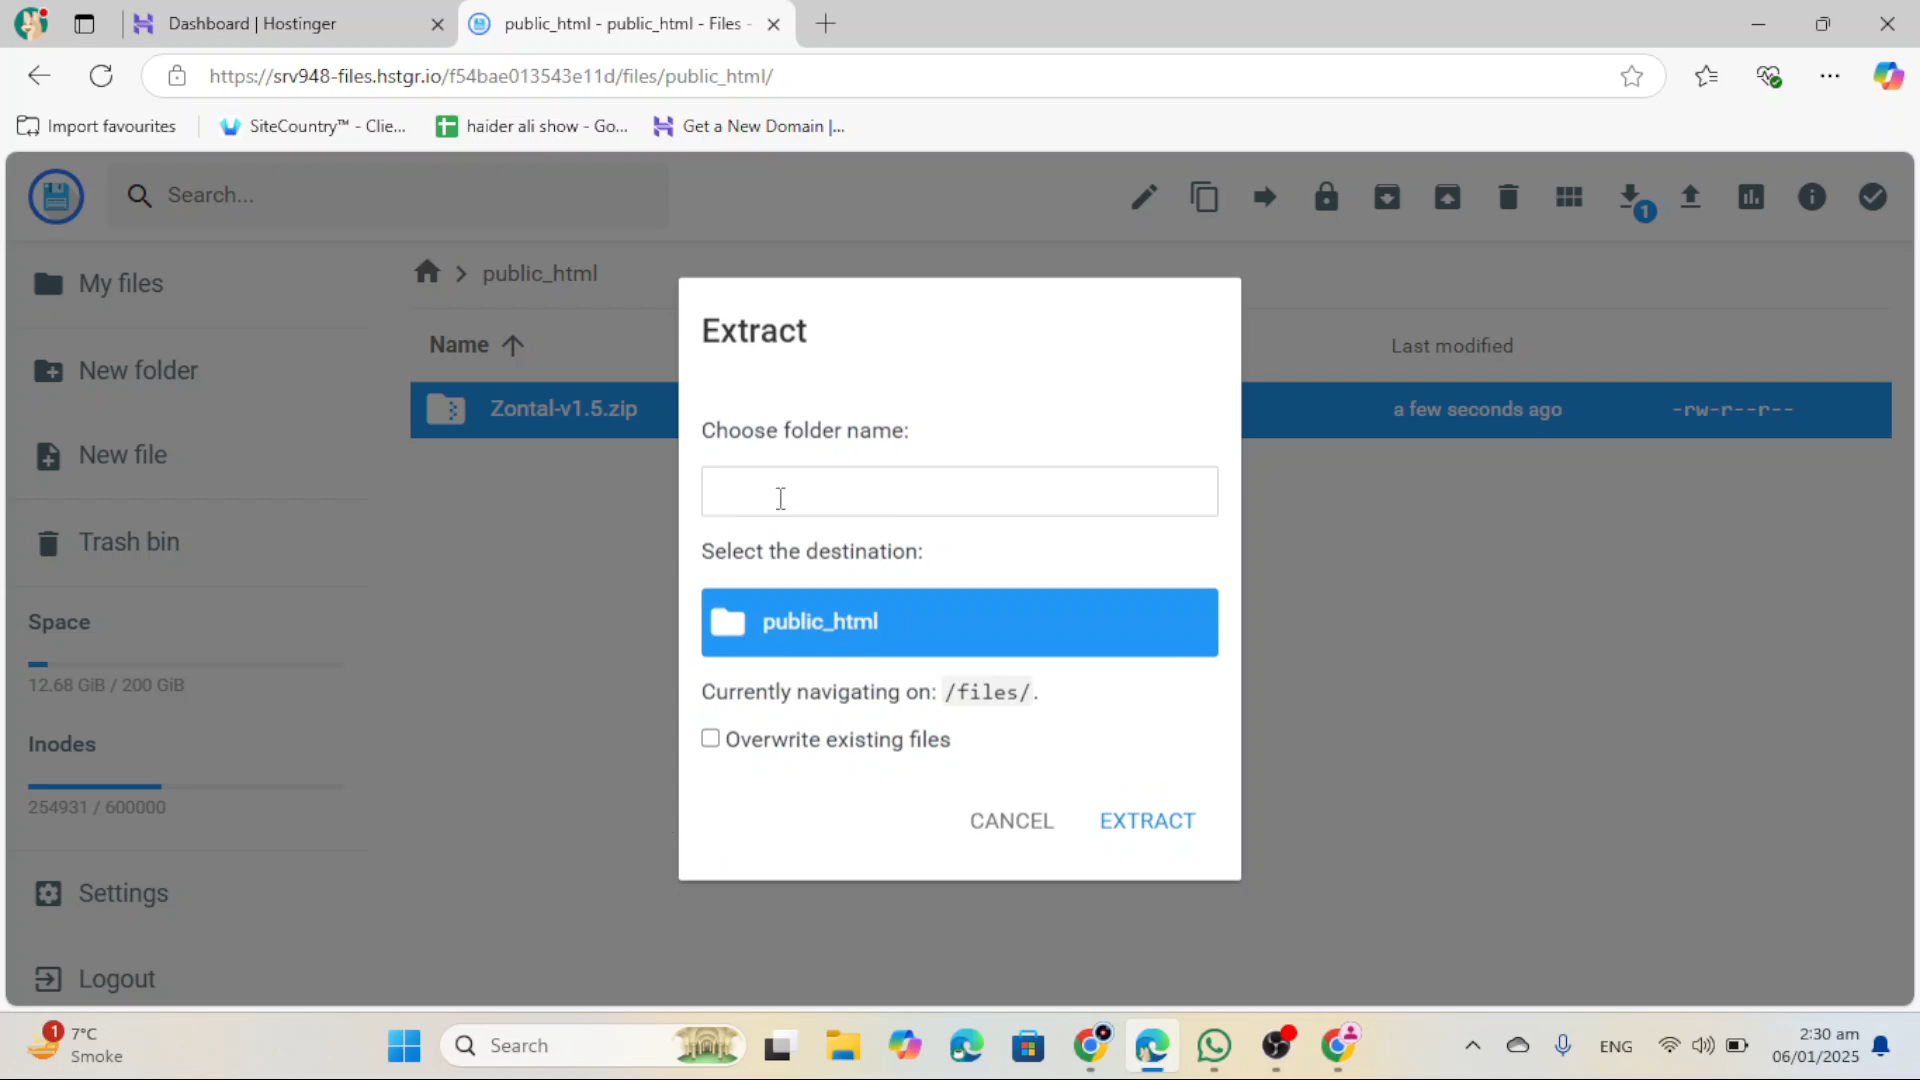 Dashboard | Hostinger
public_html - public_html - Files -
https://srv948-files.hstgr.io/f54bae013543e11d/files/public_html/
Import favourites
SiteCountry™ - Clie...
haider ali show - Go...
Get a New Domain |...
Search...
1
My files
New folder
New file
Trash bin
Space
12.68 GiB / 200 GiB
Inodes
254931 / 600000
Settings
Logout
public_html
Name
Last modified
Zontal-v1.5.zip
a few seconds ago
-rw-r--r--
Extract
Choose folder name:
Select the destination:
public_html
Currently navigating on: /files/.
Overwrite existing files
CANCEL
EXTRACT
1
7°C
Smoke
Search
ENG
2:30 am
06/01/2025